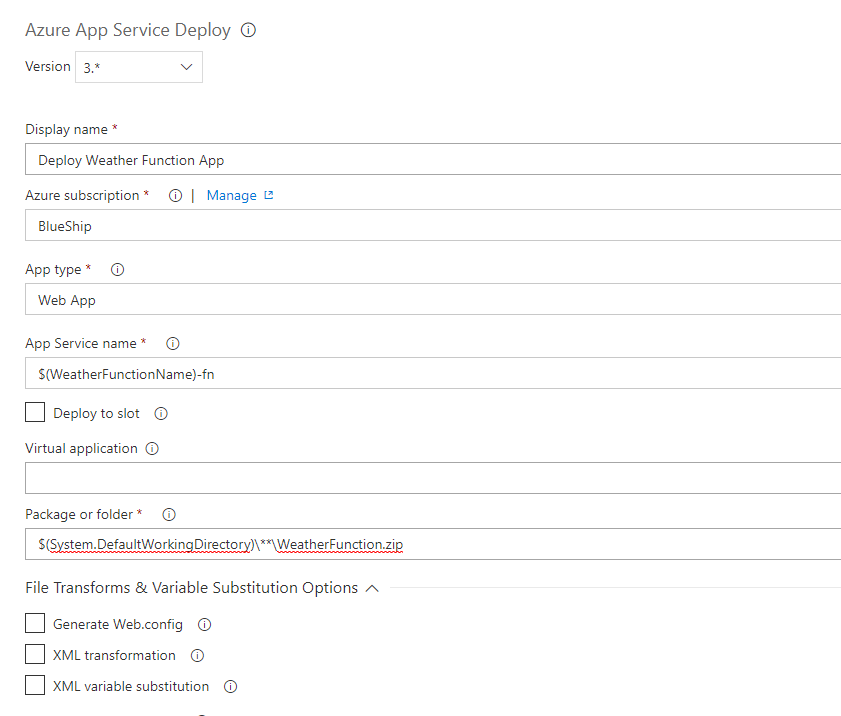 Azure App Service Deploy
Version 3.*
Display name *
Deploy Weather Function App
Azure subscription * | Manage
BlueShip
App type *
Web App
App Service name *
$(WeatherFunctionName)-fn
Deploy to slot
Virtual application
Package or folder *
$(System.DefaultWorkingDirectory)\**\WeatherFunction.zip
File Transforms & Variable Substitution Options
Generate Web.config
XML transformation
XML variable substitution